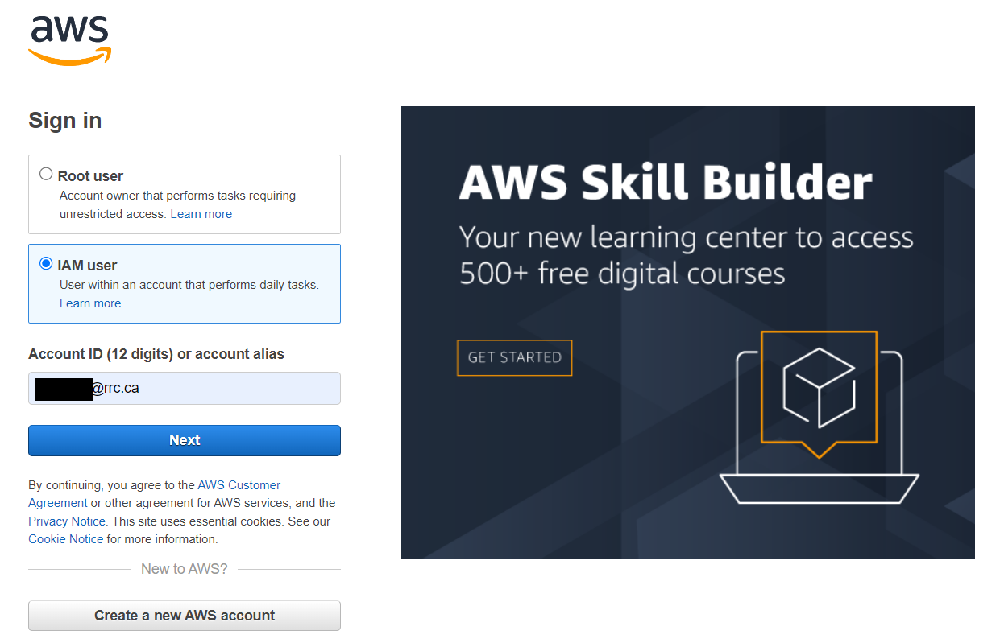 aws
Sign in
Root user
Account owner that performs tasks requiring
unrestricted access. Learn more
IAM user
User within an account that performs daily tasks.
Learn more
Account ID (12 digits) or account alias
@rrc.ca
Next
By continuing, you agree to the AWS Customer
Agreement or other agreement for AWS services, and the
Privacy Notice. This site uses essential cookies. See our
Cookie Notice for more information.
New to AWS?
Create a new AWS account
AWS Skill Builder
Your new learning center to access
500+ free digital courses
GET STARTED